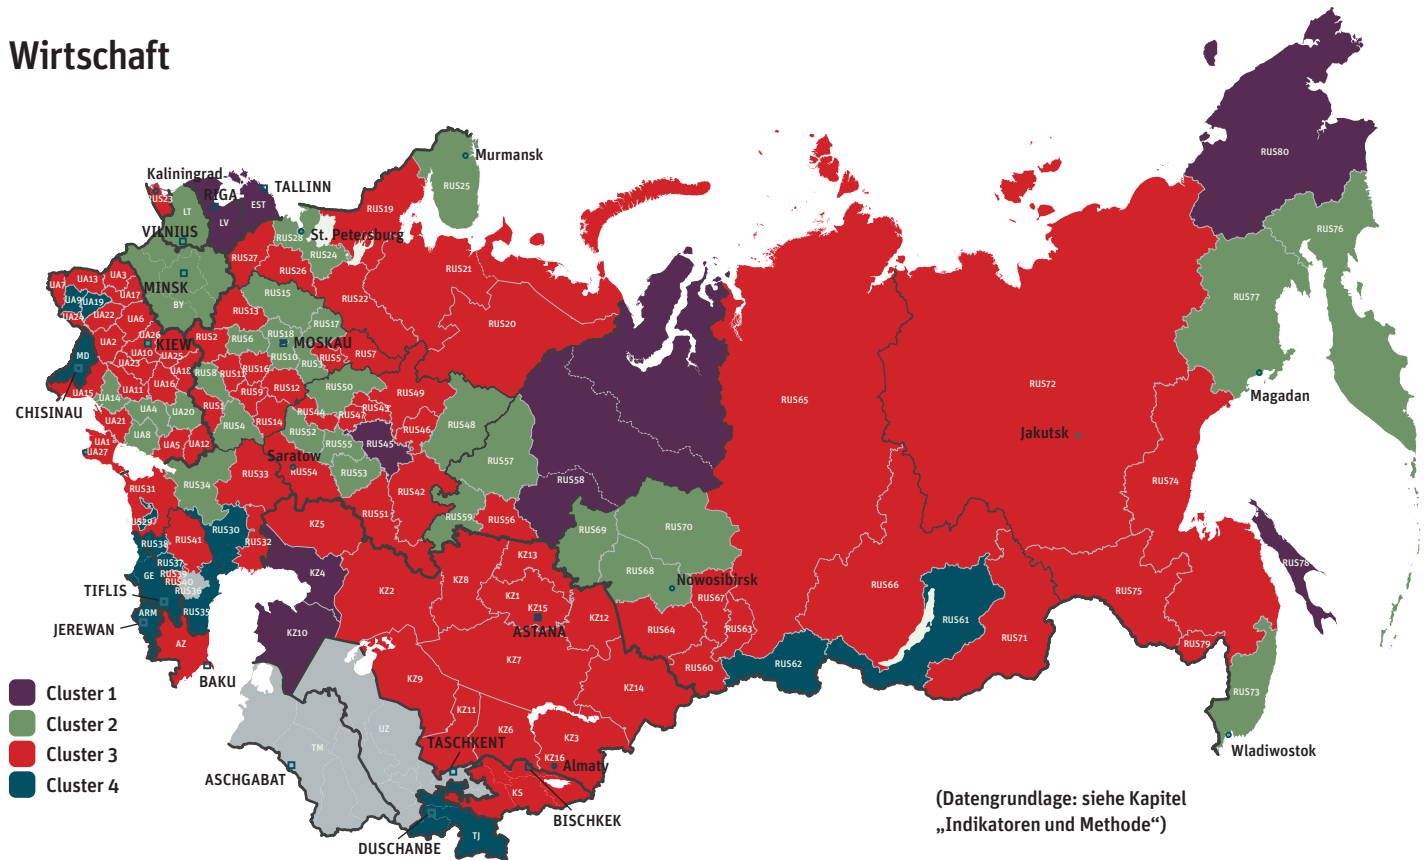 Wirtschaft
Murmansk
Kaliningrad
RIGA
TALLINN
RUS25
RUS80
RUS23
LT
LV
EST
RUS19
VILNIUS
RUS28
St. Petersburg
RUS24
RUS76
RUS27
RUS26
RUS21
UA7
UA13
UA3
MINSK
BY
RUS15
RUS22
RUS77
UA9
UA19
UA17
UA24
UA22
UA6
RUS13
RUS17
RUS20
UA2
UA26
KIEW
RUS2
RUS6
RUS18
MOSKAU
MD
UA10
UA25
UA23
RUS10
RUS3
RUS5
RUS7
RUS72
UA18
RUS8
RUS11
RUS16
UA15
UA11
UA16
RUS9
RUS12
RUS50
RUS49
RUS65
Magadan
CHISINAU
UA14
UA4
UA20
RUS1
RUS44
RUS47
RUS43
UA21
UA8
RUS4
RUS14
RUS52
RUS46
RUS48
Jakutsk
UA1
UA27
UA5
UA12
RUS55
RUS45
Saratow
RUS54
RUS53
RUS57
RUS33
RUS34
RUS58
RUS74
RUS31
RUS42
RUS51
RUS59
RUS56
RUS69
RUS70
RUS29
RUS30
KZ5
RUS38
RUS41
RUS32
RUS37
RUS39
RUS40
RUS36
GE
KZ4
KZ13
KZ8
RUS68
Nowosibirsk
RUS66
RUS78
TIFLIS
KZ2
KZ1
RUS67
RUS75
ARM
RUS35
KZ15
KZ12
RUS61
JEREWAN
ASTANA
RUS64
RUS63
RUS71
AZ
KZ10
KZ7
RUS60
RUS62
RUS79
BAKU
KZ9
KZ14
RUS73
Cluster 1
Cluster 2
Cluster 3
Cluster 4
KZ11
KZ6
KZ3
UZ
TM
TASCHKENT
KZ16
Almaty
Wladiwostok
ASCHGABAT
KS
BISCHKEK
DUSCHANBE
TJ
(Datengrundlage: siehe Kapitel
„Indikatoren und Methode“)